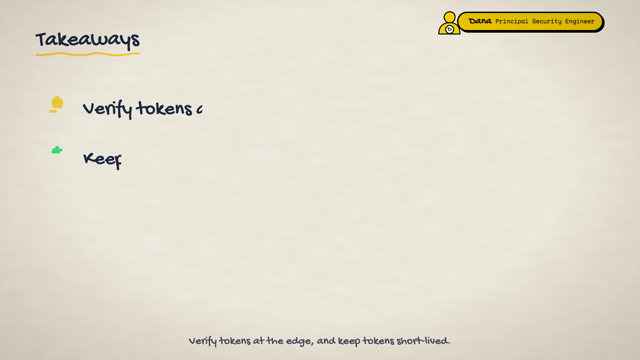 Takeaways
Dana Principal Security Engineer
Verify tokens
Keep
Verify tokens at the edge, and keep tokens short-lived.